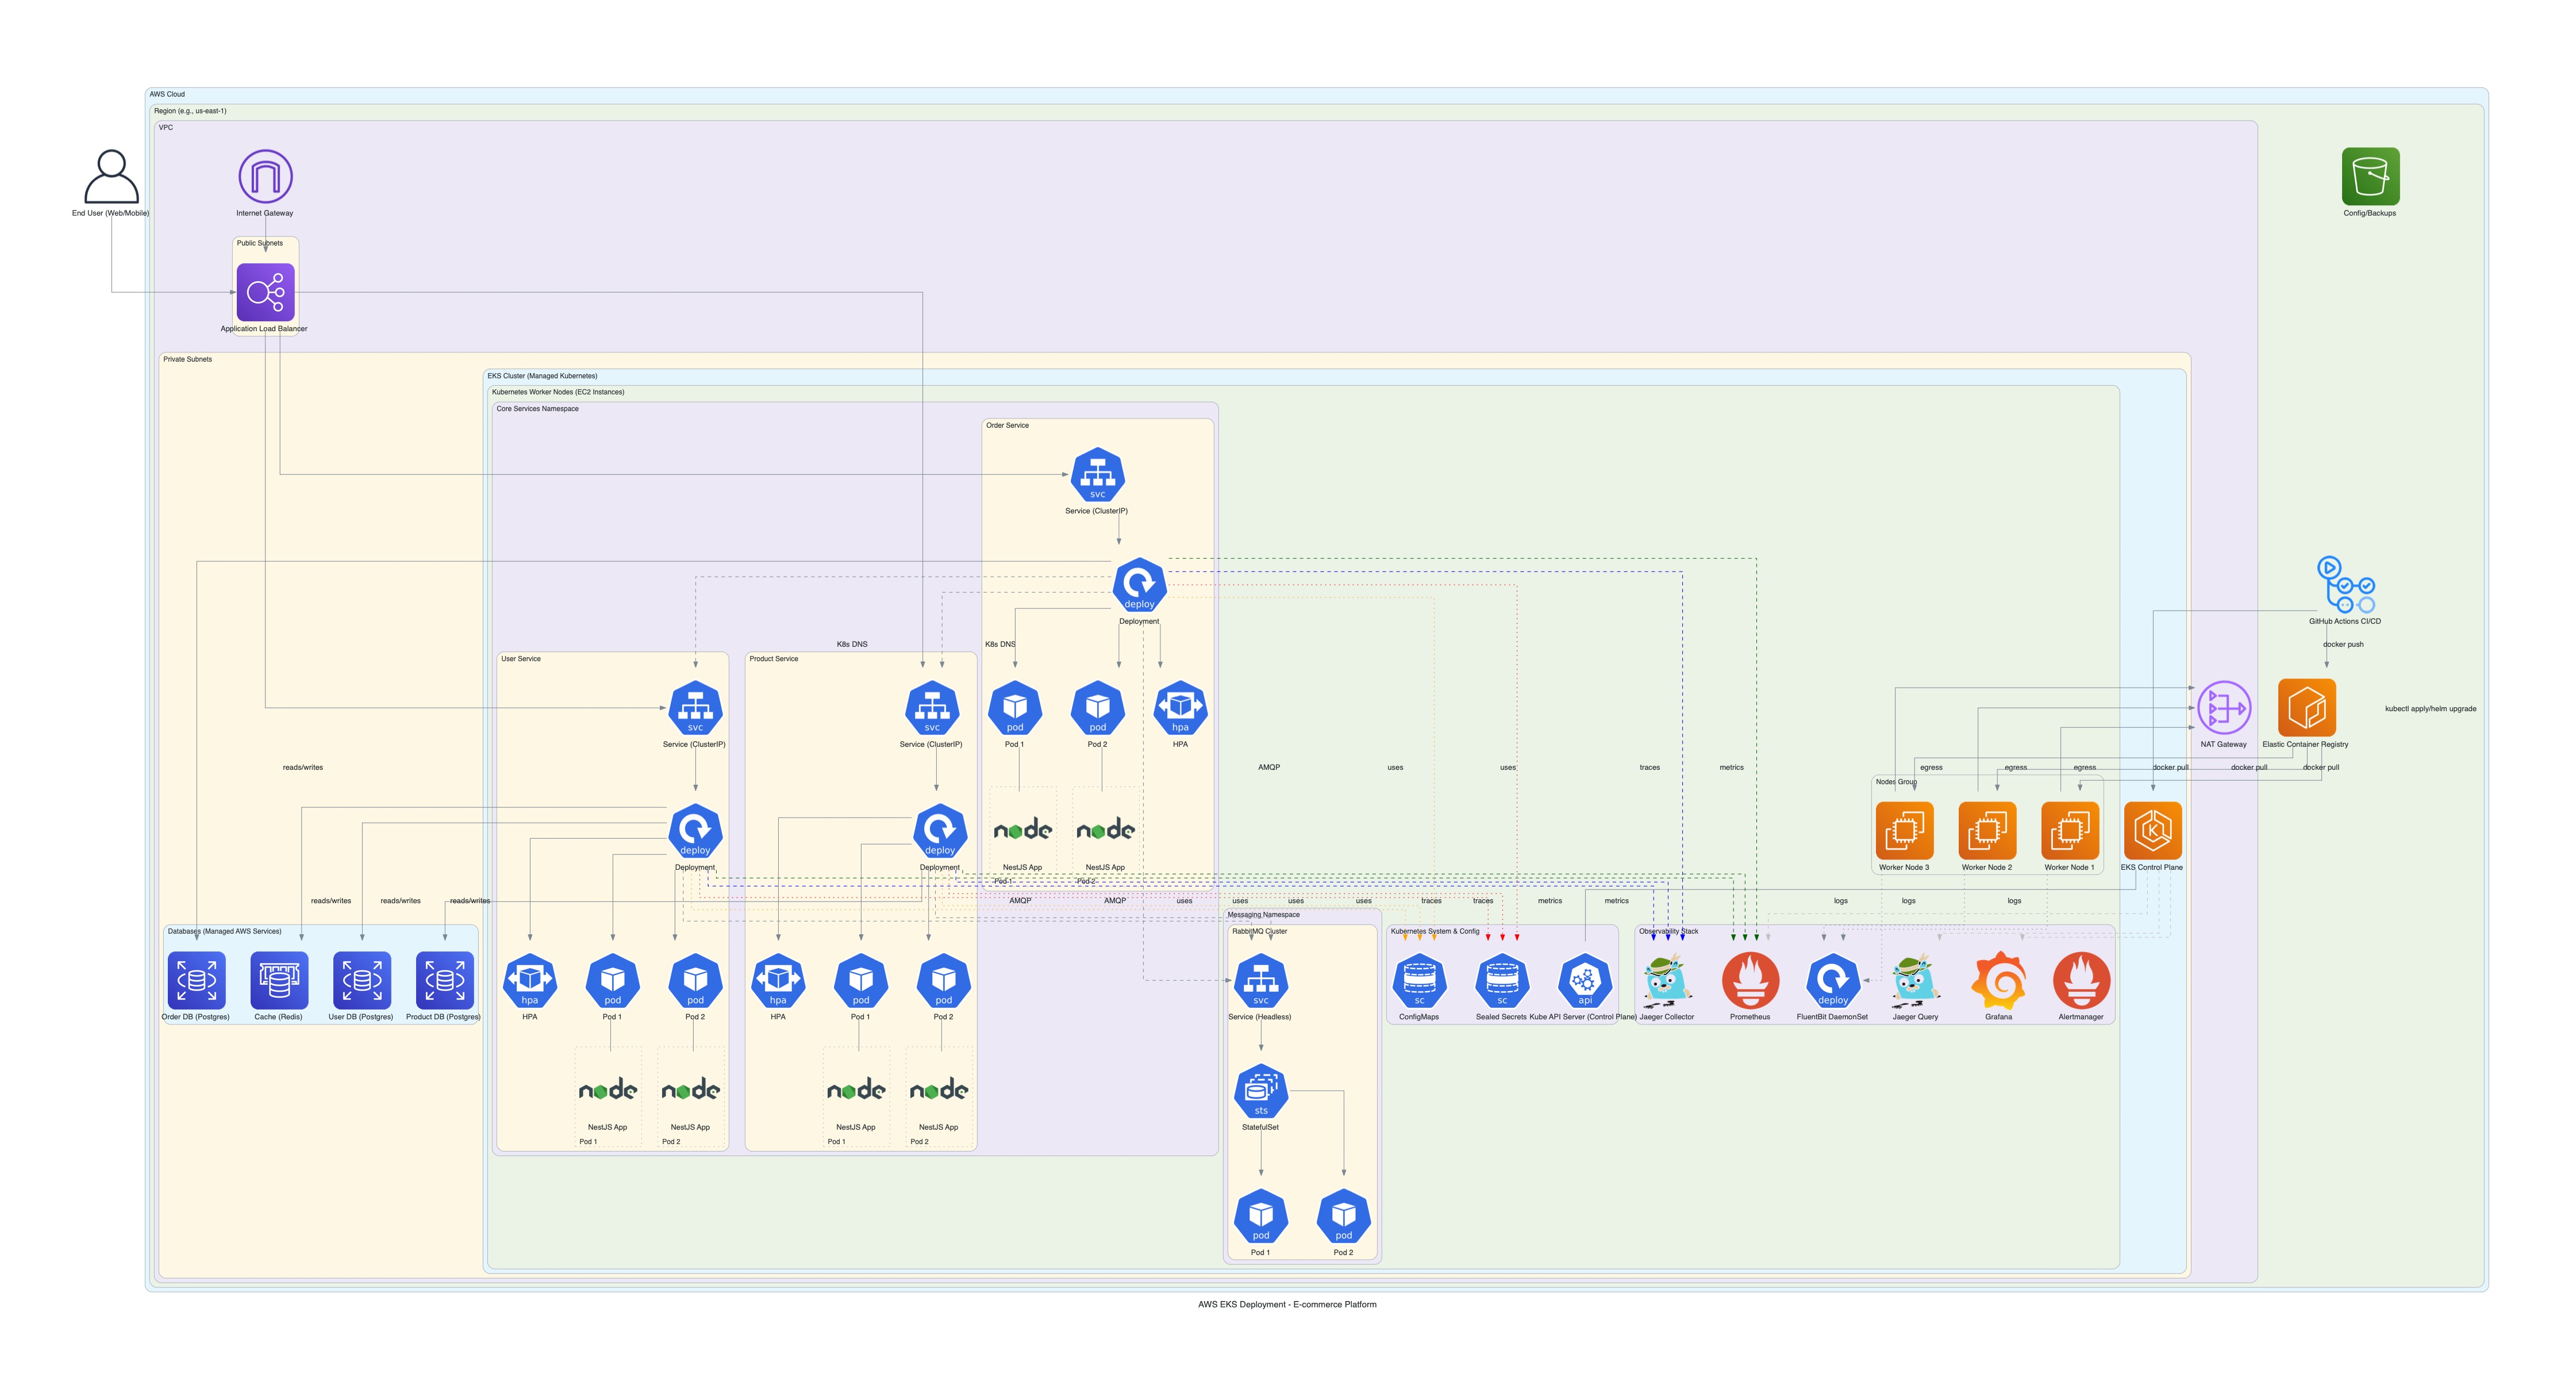 AWS Cloud
Region (e.g., us-east-1)
VPC
End User (Web/Mobile)
Internet Gateway
Config/Backups
Public Subnets
Application Load Balancer
Private Subnets
EKS Cluster (Managed Kubernetes)
Kubernetes Worker Nodes (EC2 Instances)
Core Services Namespace
Order Service
svc
Service (ClusterIP)
deploy
Deployment
GitHub Actions CI/CD
K8s DNS
K8s DNS
docker push
User Service
Product Service
svc
Service (ClusterIP)
svc
Service (ClusterIP)
pod
Pod 1
pod
Pod 2
hpa
HPA
NAT Gateway
Elastic Container Registry
kubectl apply/helm upgrade
reads/writes
AMQP
uses
uses
traces
metrics
egress
egress
egress
docker pull
docker pull
docker pull
Nodes Group
deploy
Deployment
deploy
Deployment
node
NestJS App
Pod 1
node
NestJS App
Pod 2
Worker Node 3
Worker Node 2
Worker Node 1
EKS Control Plane
reads/writes
reads/writes
reads/writes
AMQP
AMQP
uses
uses
uses
uses
traces
traces
metrics
metrics
logs
logs
logs
Messaging Namespace
Databases (Managed AWS Services)
RabbitMQ Cluster
Kubernetes System & Config
Observability Stack
Order DB (Postgres)
Cache (Redis)
User DB (Postgres)
Product DB (Postgres)
hpa
HPA
pod
Pod 1
pod
Pod 2
hpa
HPA
pod
Pod 1
pod
Pod 2
svc
Service (Headless)
sc
ConfigMaps
sc
Sealed Secrets
api
Kube API Server (Control Plane)
Jaeger Collector
Prometheus
deploy
FluentBit DaemonSet
Jaeger Query
Grafana
Alertmanager
node
NestJS App
Pod 1
node
NestJS App
Pod 2
node
NestJS App
Pod 1
node
NestJS App
Pod 2
sts
StatefulSet
pod
Pod 1
pod
Pod 2
AWS EKS Deployment - E-commerce Platform